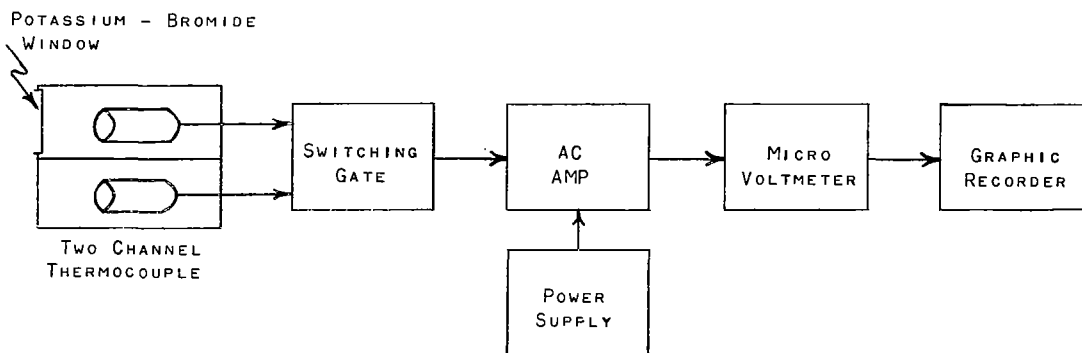 POTASSIUM - BROMIDE
WINDOW
SWITCHING
GATE
AC
AMP
MICRO
VOLTMETER
GRAPHIC
RECORDER
TWO CHANNEL
THERMOCOUPLE
POWER
SUPPLY